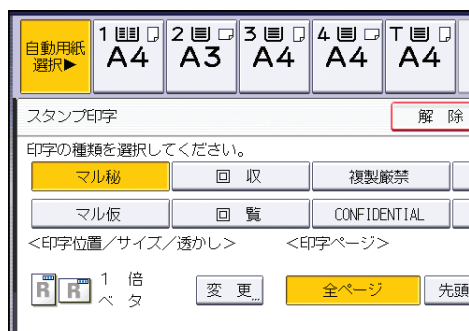 自動用紙
選択▶
1
A4
2
A3
3
A4
4
A4
T
A4
スタンプ印字
解 除
印字の種類を選択してください。
マル秘
回 収
複製厳禁
マル仮
回 覧
CONFIDENTIAL
<印字位置/サイズ/透かし>
<印字ページ>
R R
1 倍
ベ タ
変 更...
全ページ
先頭